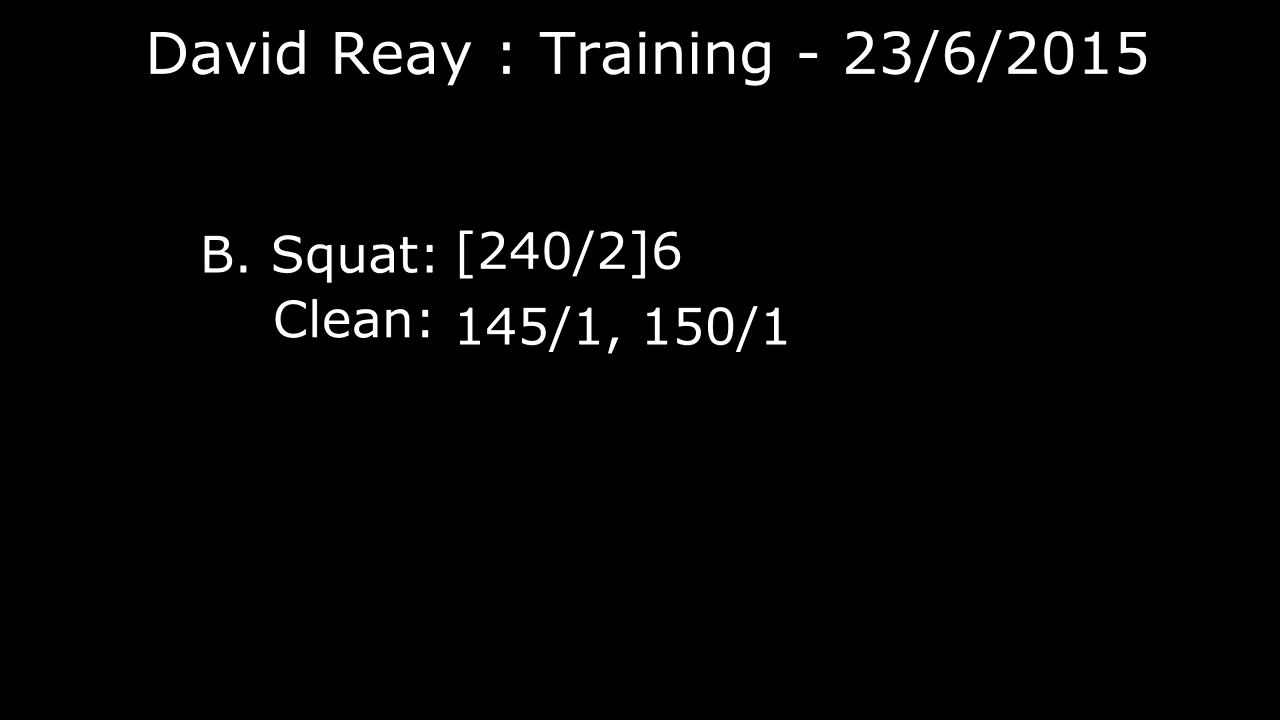 David Reay : Training - 23/6/2015
B. Squat: [240/2]6
Clean: 145/1, 150/1